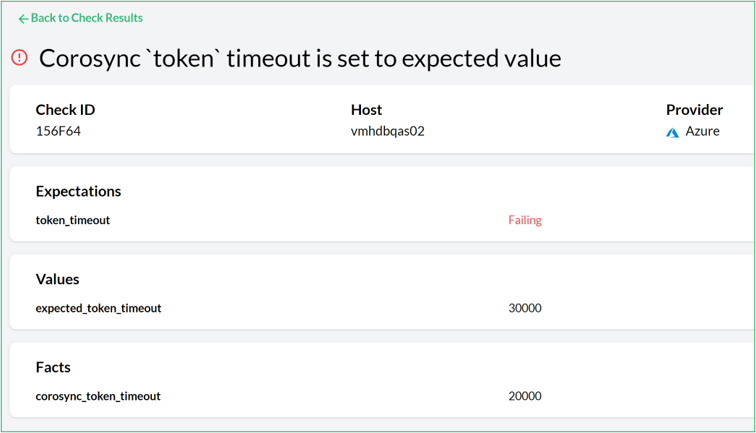 Back to Check Results
Corosync `token` timeout is set to expected value
Check ID Host Provider
156F64 vmhdbqas02 Azure
Expectations
token_timeout Failing
Values
expected_token_timeout 30000
Facts
corosync_token_timeout 20000